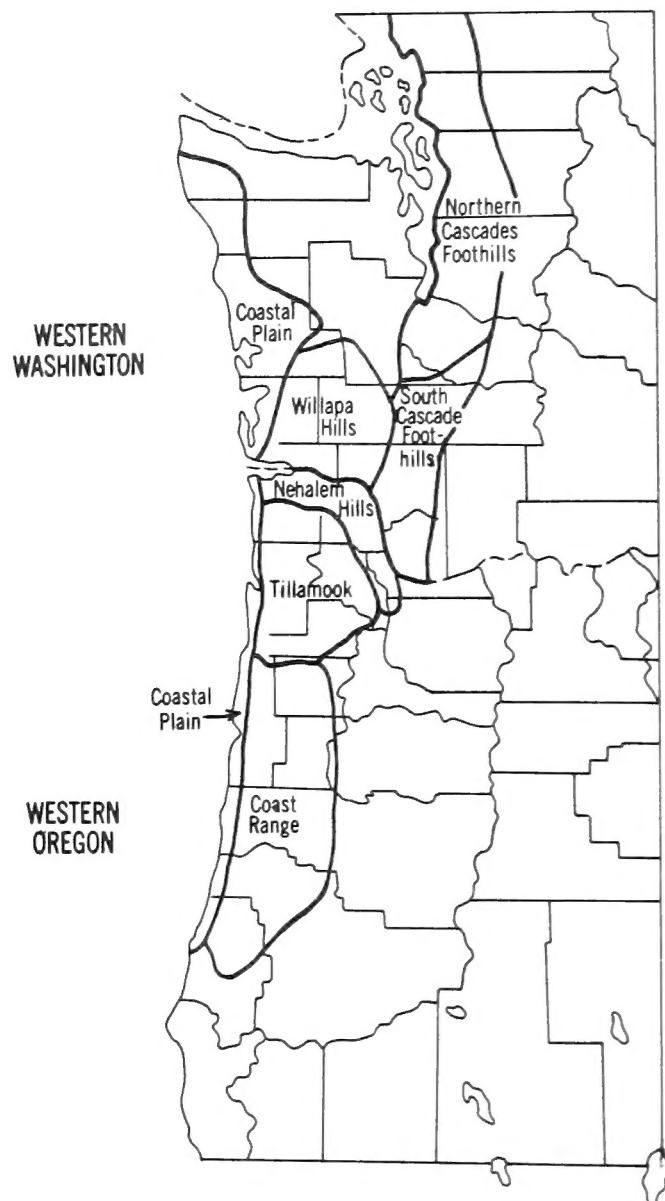 Northern
Cascades
Foothills
Coastal
Plain
WESTERN
WASHINGTON
Willapa
Hills
South
Cascade
Foot-
hills
Nehalem
Hills
Tillamook
Coastal
Plain
WESTERN
OREGON
Coast
Range